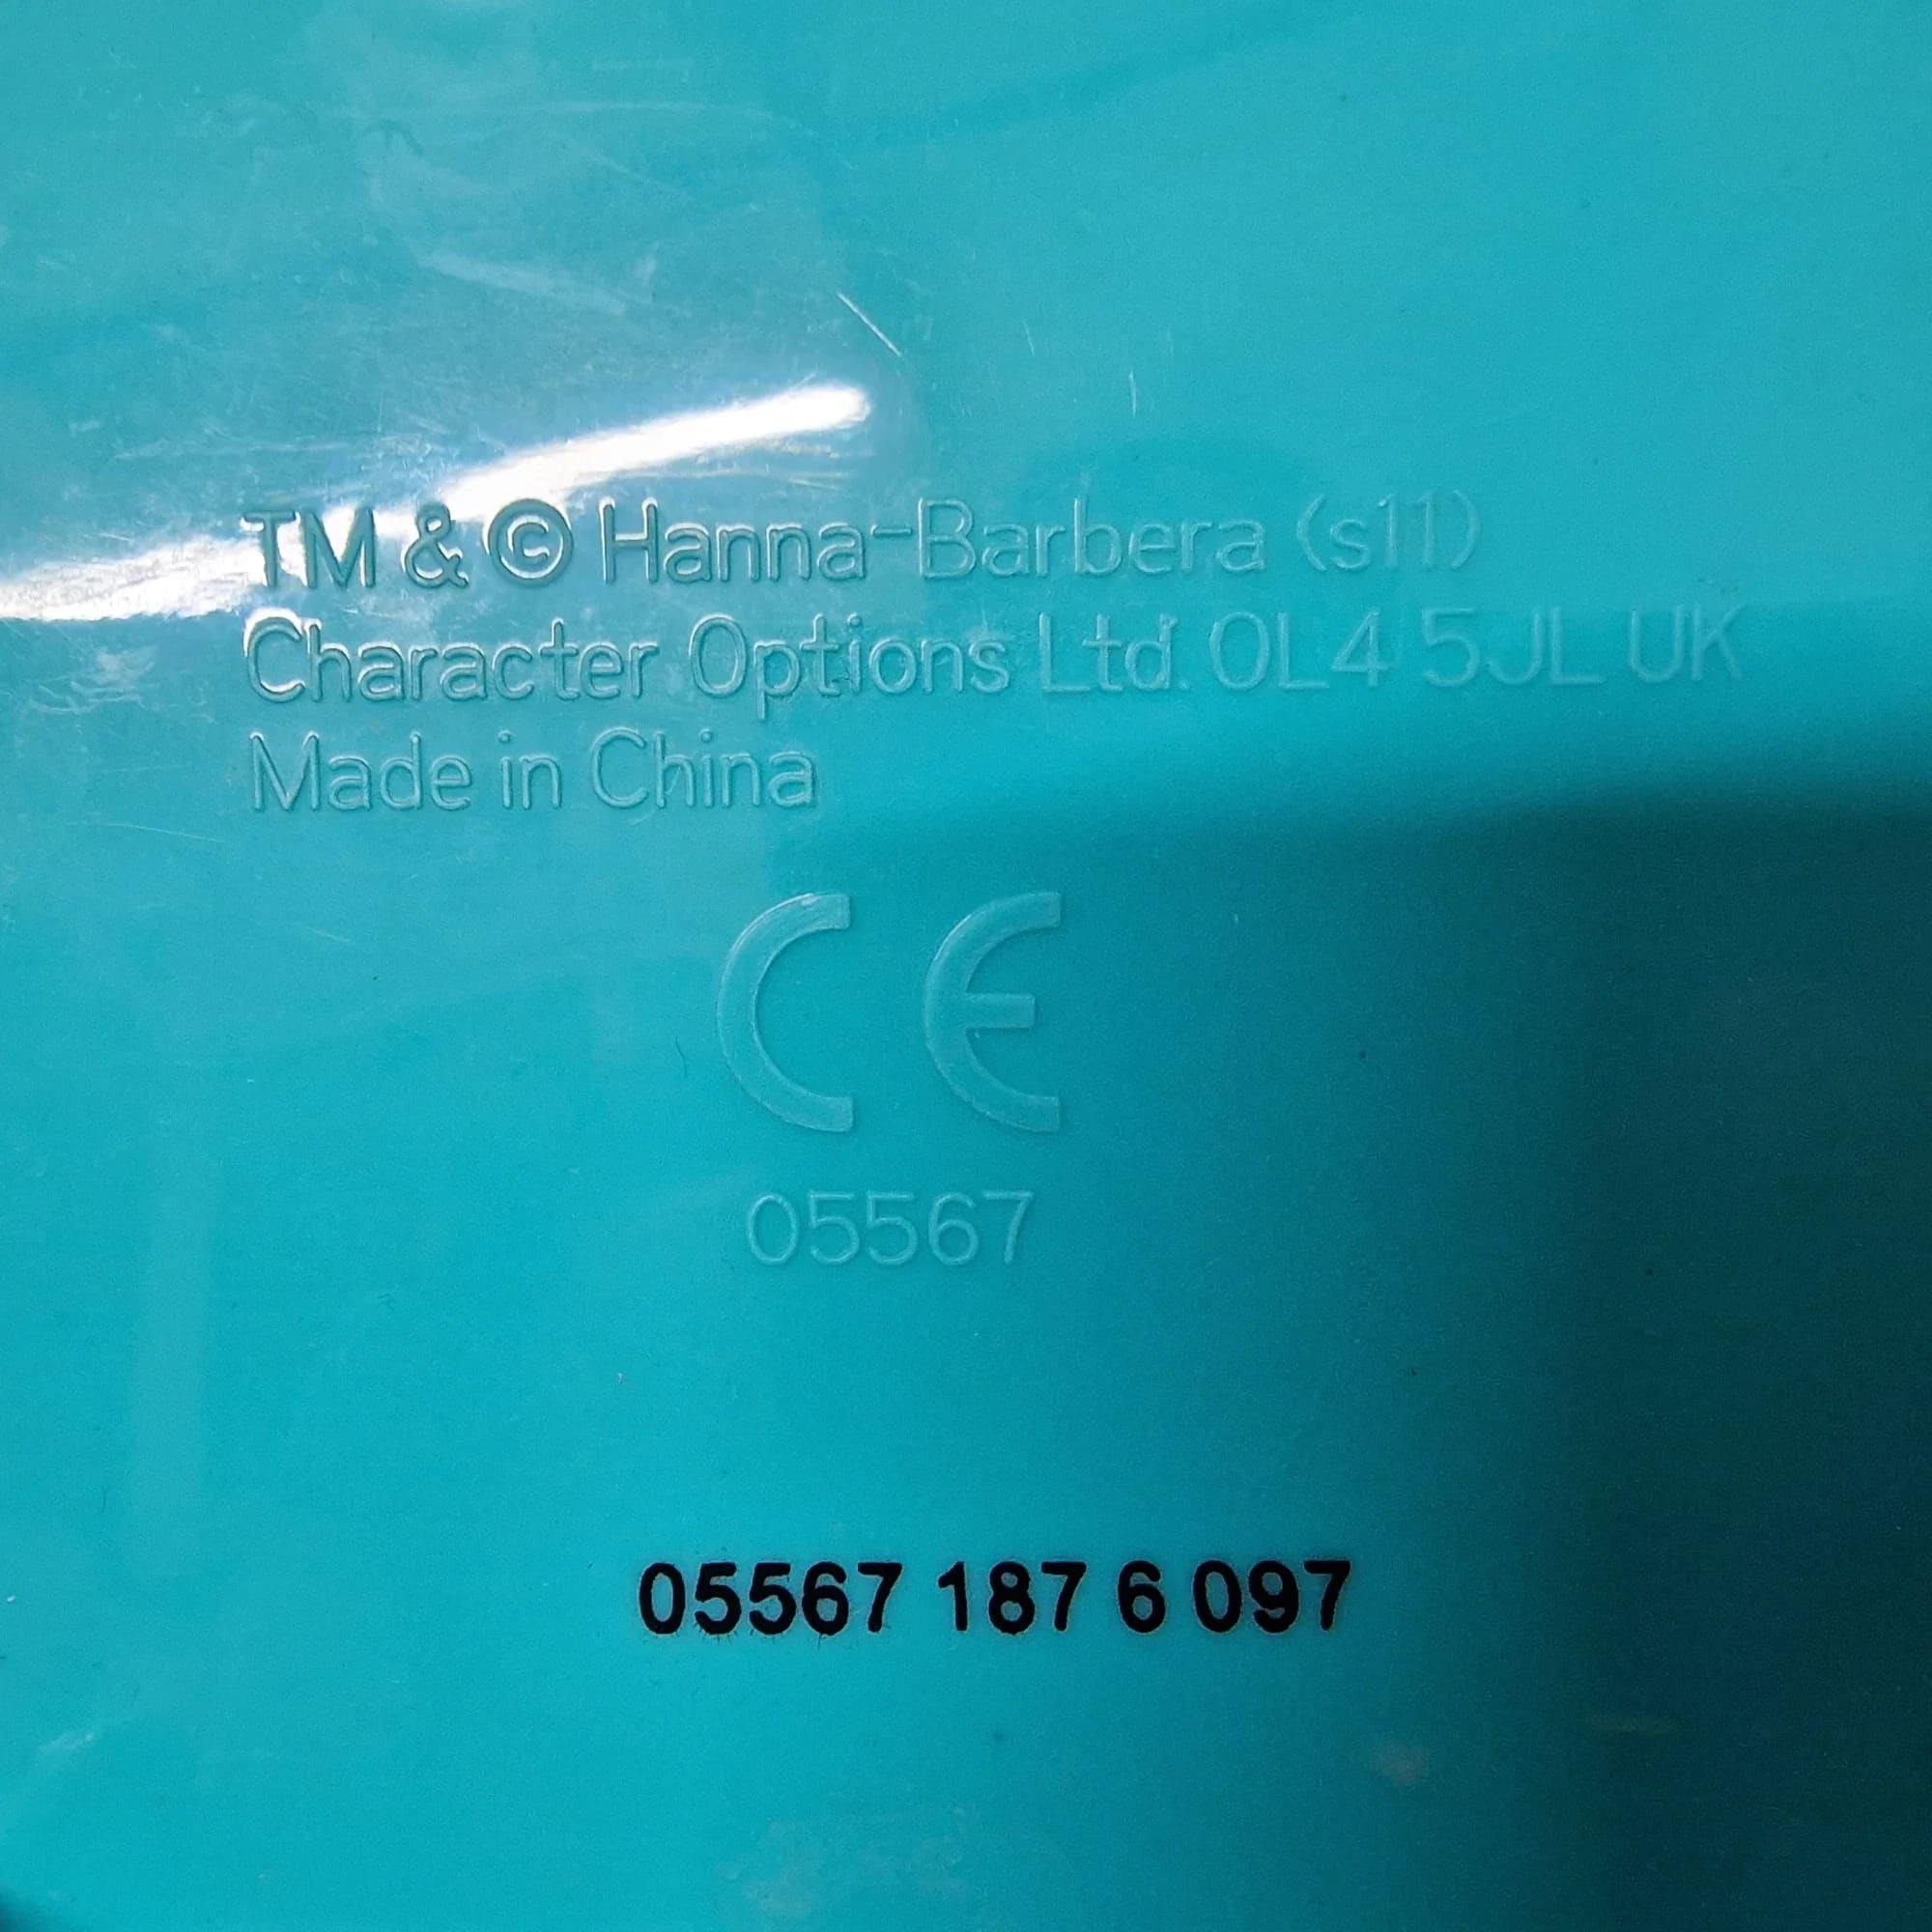 TM & © Hanna-Barbera (s11)
Character Options Ltd. OL4 5JL UK
Made in China
CE
05567
05567 187 6 097